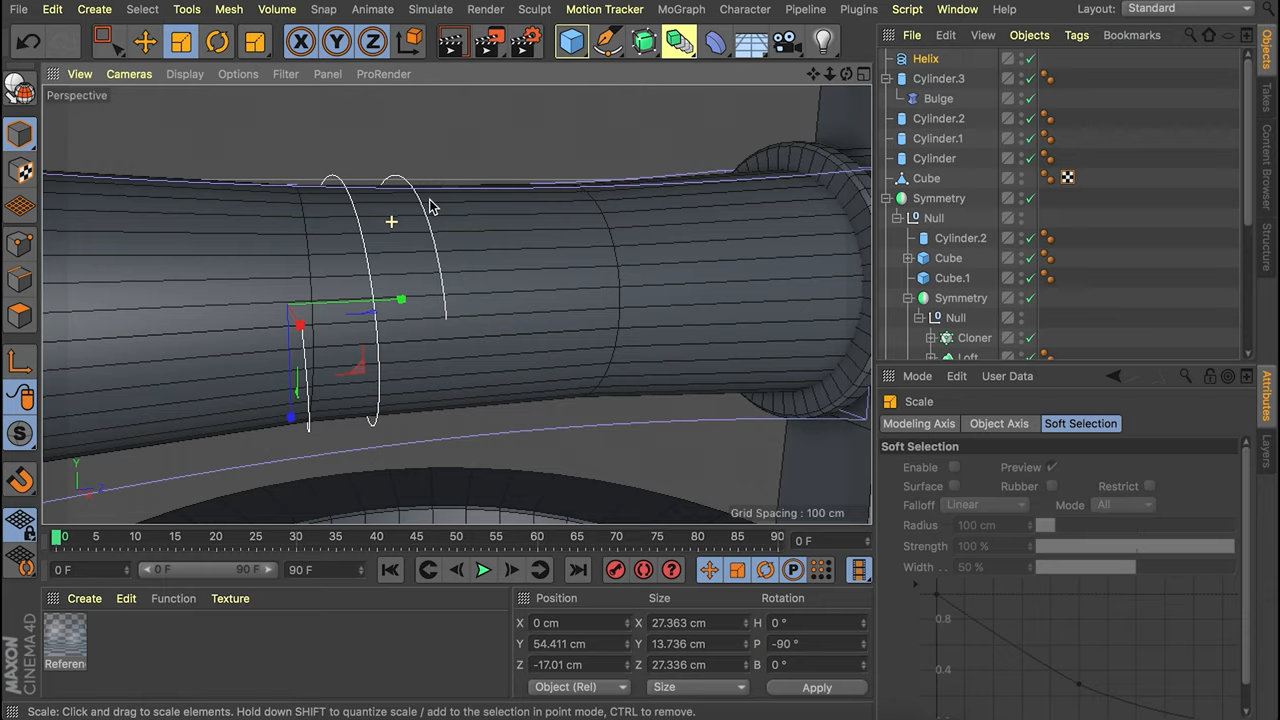 File Edit Create Select Tools Mesh Volume Snap Animate Simulate Render Sculpt Motion Tracker MoGraph Character Pipeline Plugins Script Window Help Layout: Standard
File Edit View Objects Tags Bookmarks
View Cameras Display Options Filter Panel ProRender
Perspective
Helix
Cylinder.3
Bulge
Cylinder.2
Cylinder.1
Cylinder
Cube
Symmetry
Null
Cylinder.2
Cube
Cube.1
Symmetry
Null
Cloner
Loft
Objects
Takes
Content Browser
Structure
Mode Edit User Data
Scale
Modeling Axis Object Axis Soft Selection
Soft Selection
Enable Preview
Surface Rubber Restrict
Falloff Linear Mode All
Radius 100 cm
Strength 100 %
Width . . 50 %
0.8
0.4
Attributes
Layers
Y
Z
Grid Spacing : 100 cm
0 5 10 15 20 25 30 35 40 45 50 55 60 65 70 75 80 85 90 0 F
0 F 0 F 90 F 90 F
Create Edit Function Texture
Referen
Position Size Rotation
X 0 cm X 27.363 cm H 0 °
Y 54.411 cm Y 13.736 cm P -90 °
Z -17.01 cm Z 27.336 cm B 0 °
Object (Rel) Size Apply
MAXON
CINEMA 4D
Scale: Click and drag to scale elements. Hold down SHIFT to quantize scale / add to the selection in point mode, CTRL to remove.